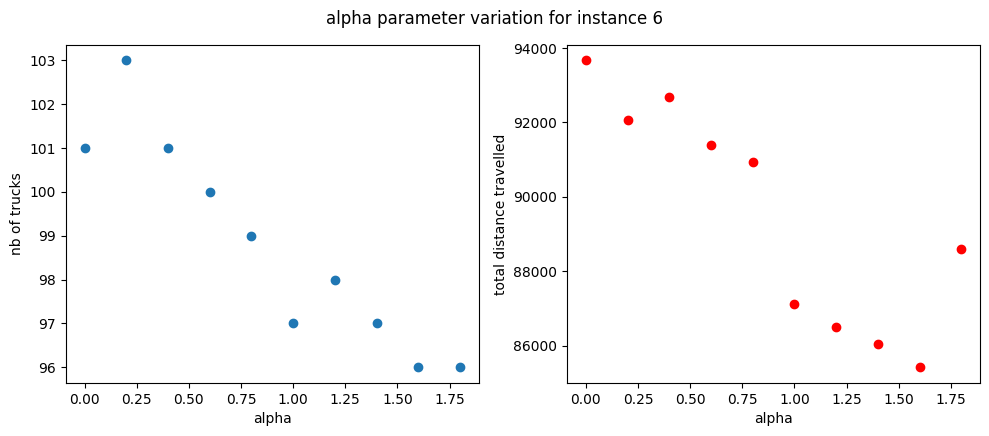 alpha parameter variation for instance 6
nb of trucks
103
102
101
100
99
98
97
96
0.00 0.25 0.50 0.75 1.00 1.25 1.50 1.75
alpha
total distance travelled
94000
92000
90000
88000
86000
0.00 0.25 0.50 0.75 1.00 1.25 1.50 1.75
alpha